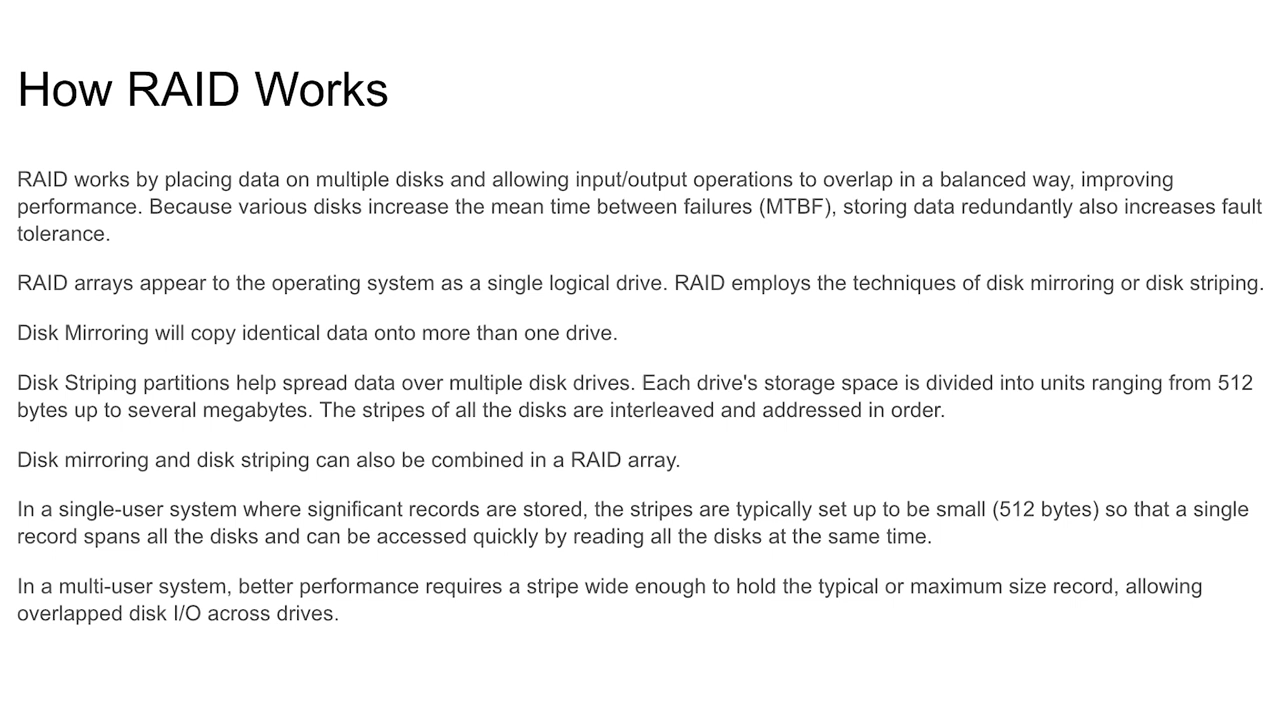 How RAID Works
RAID works by placing data on multiple disks and allowing input/output operations to overlap in a balanced way, improving
performance. Because various disks increase the mean time between failures (MTBF), storing data redundantly also increases fault
tolerance.
RAID arrays appear to the operating system as a single logical drive. RAID employs the techniques of disk mirroring or disk striping.
Disk Mirroring will copy identical data onto more than one drive.
Disk Striping partitions help spread data over multiple disk drives. Each drive's storage space is divided into units ranging from 512
bytes up to several megabytes. The stripes of all the disks are interleaved and addressed in order.
Disk mirroring and disk striping can also be combined in a RAID array.
In a single-user system where significant records are stored, the stripes are typically set up to be small (512 bytes) so that a single
record spans all the disks and can be accessed quickly by reading all the disks at the same time.
In a multi-user system, better performance requires a stripe wide enough to hold the typical or maximum size record, allowing
overlapped disk I/O across drives.